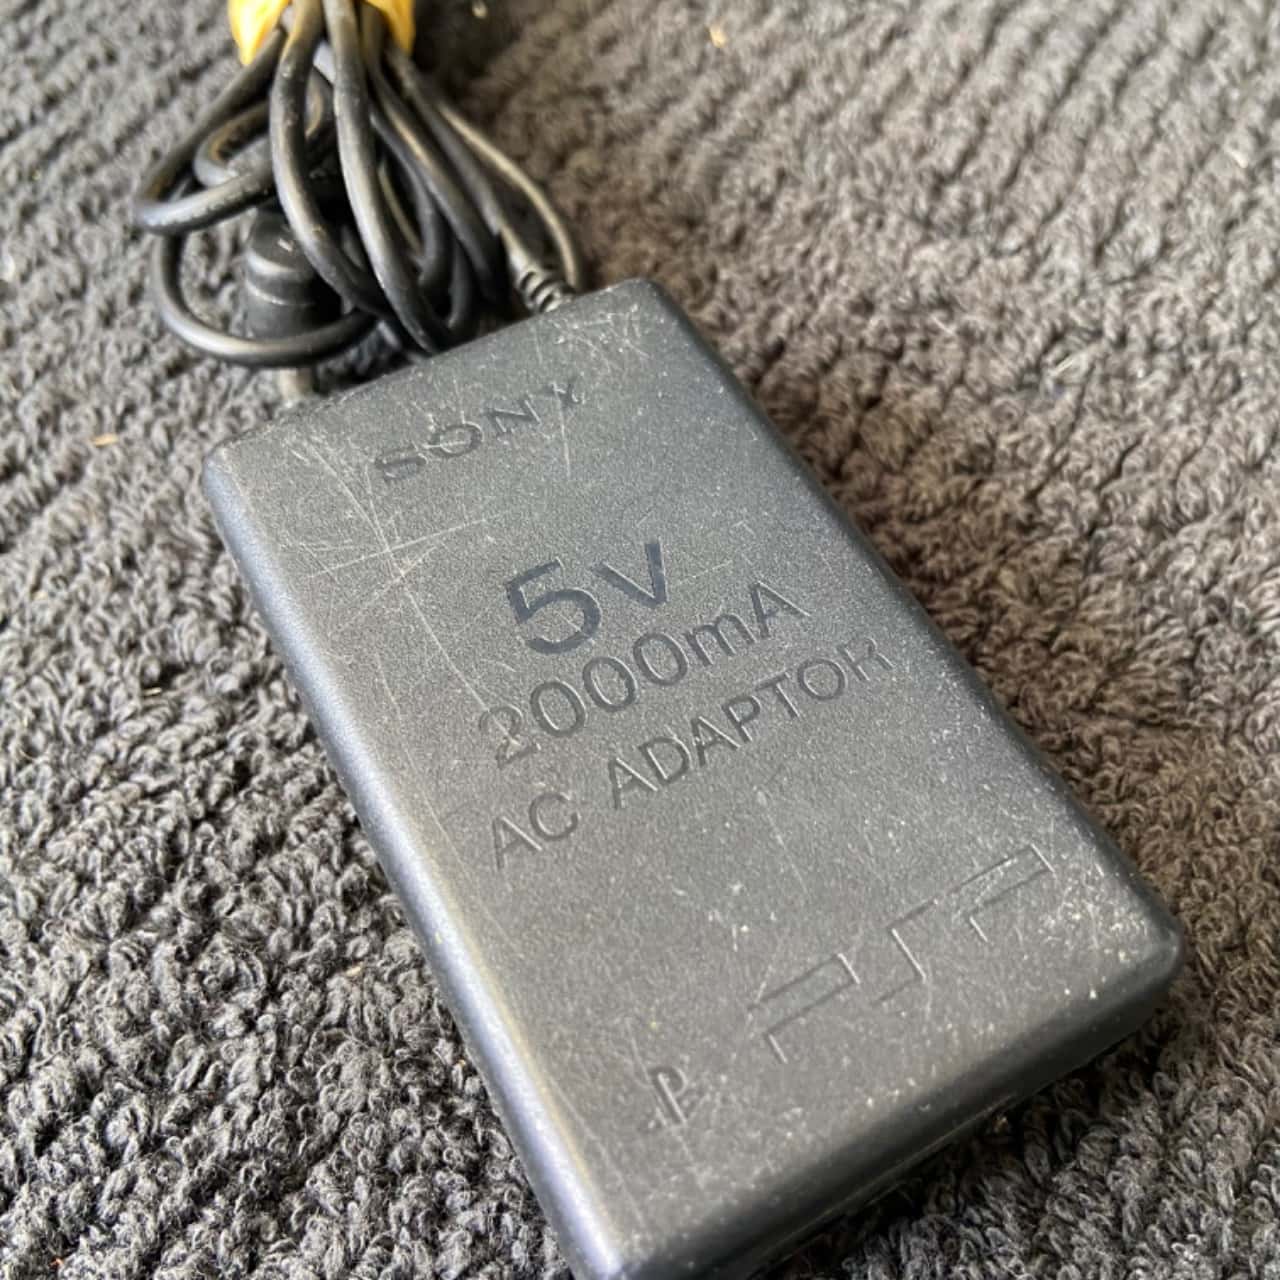 SONY
5V
2000mA
AC ADAPTOR
PSP